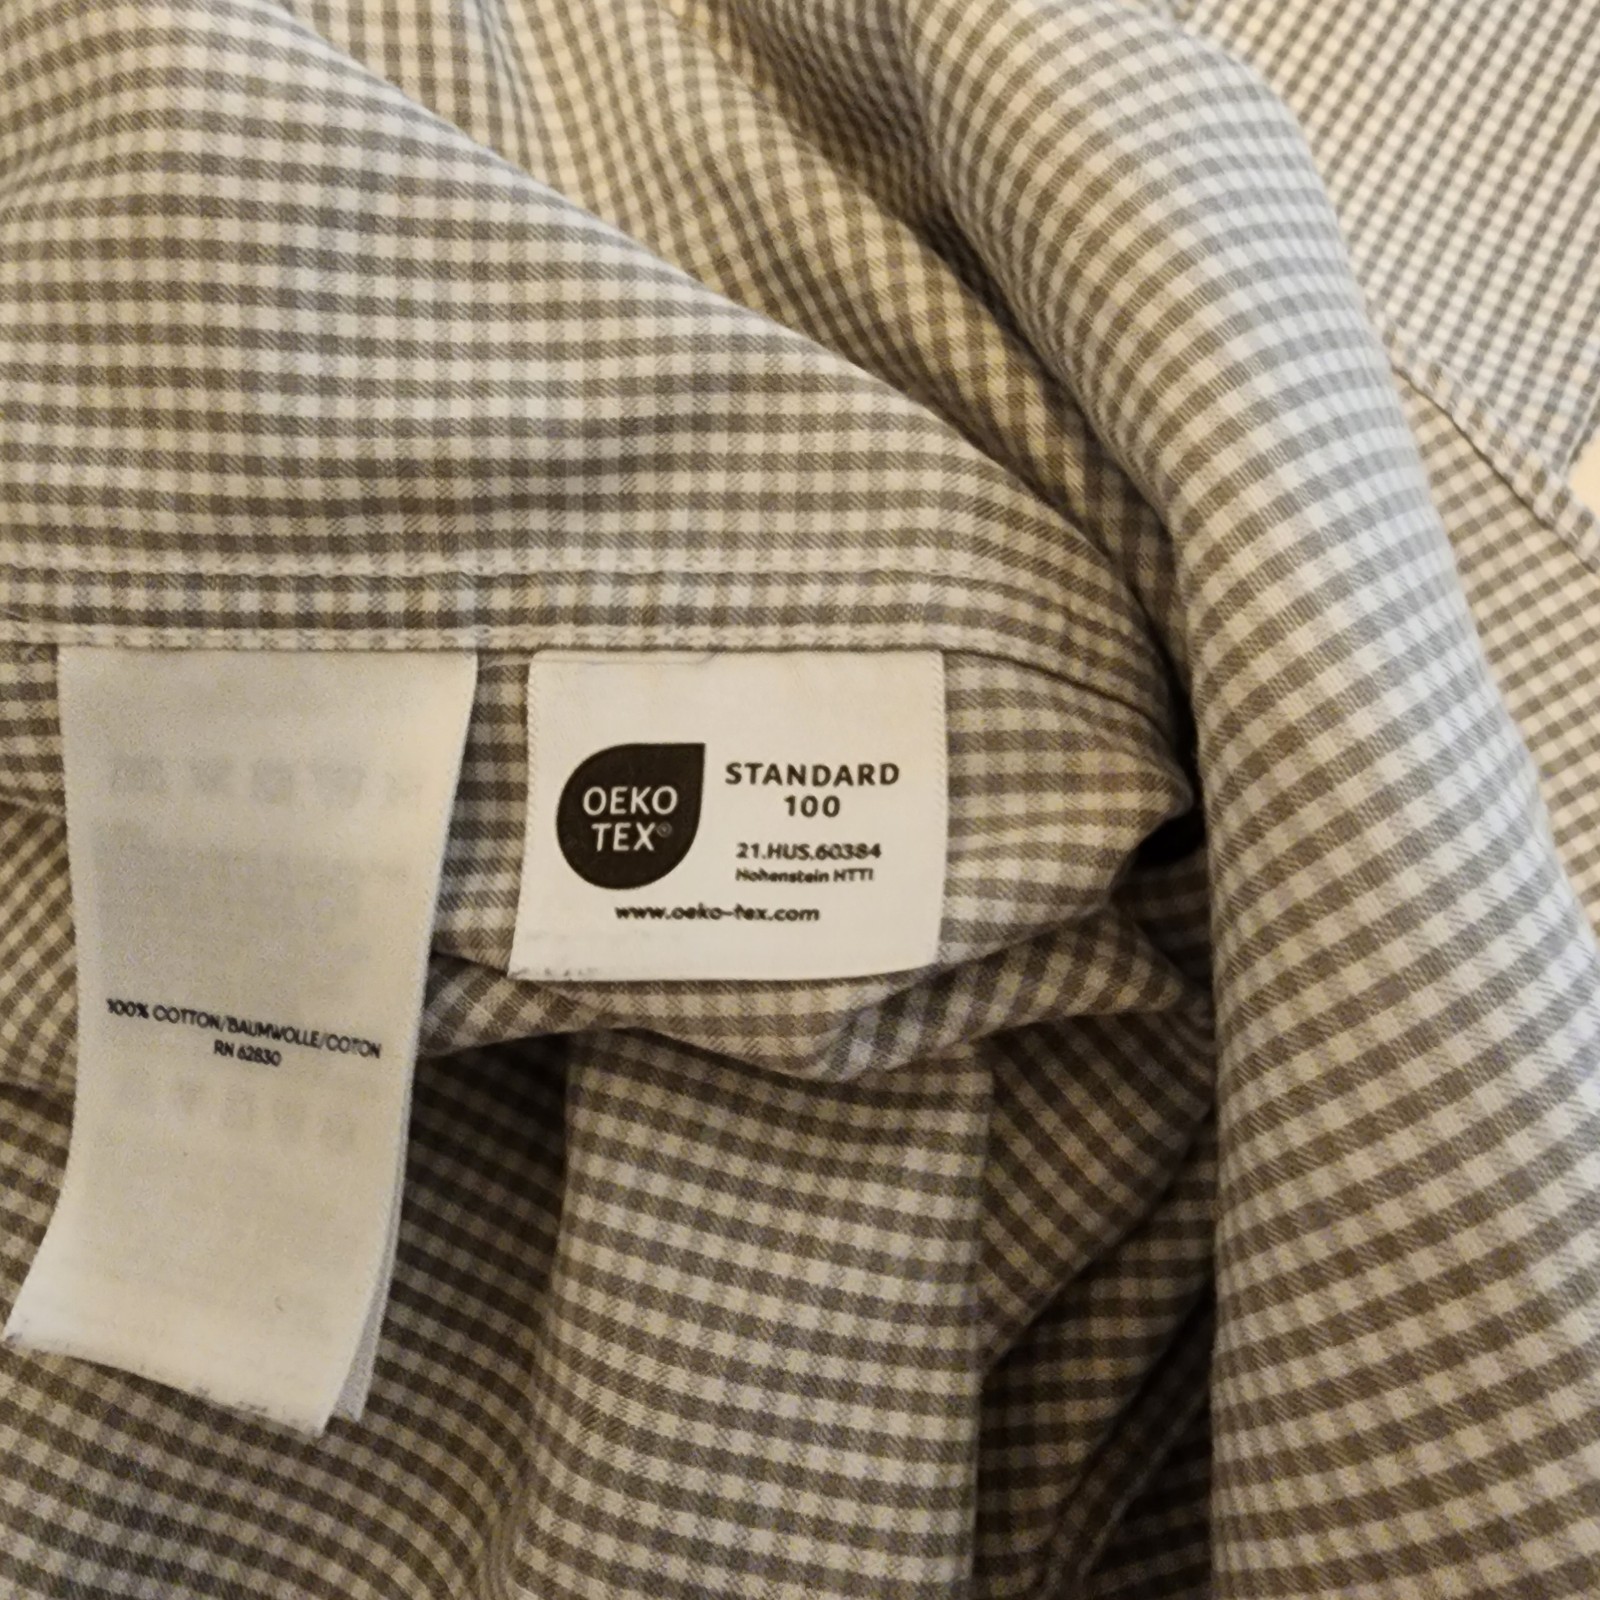 OEKO
TEX®
STANDARD
100
21.HUS.60384
Hohenstein HTTI
www.oeko-tex.com
100% COTTON/BAUMWOLLE/COTON
RN 62830